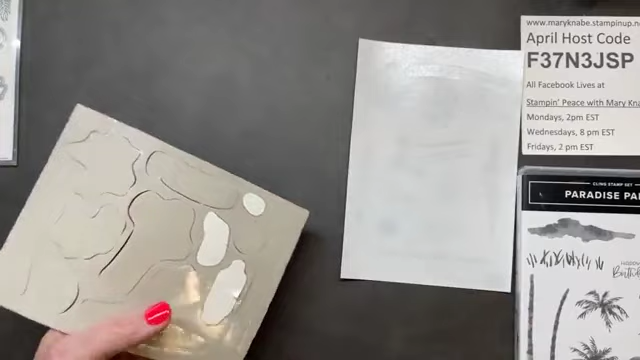 www.maryknabe.stampinup.n
April Host Code
F37N3JSP
All Facebook Lives at
Stampin' Peace with Mary Kna
Mondays, 2pm EST
Wednesdays, 8 pm EST
Fridays, 2 pm EST
CLING STAMP SET
PARADISE PA